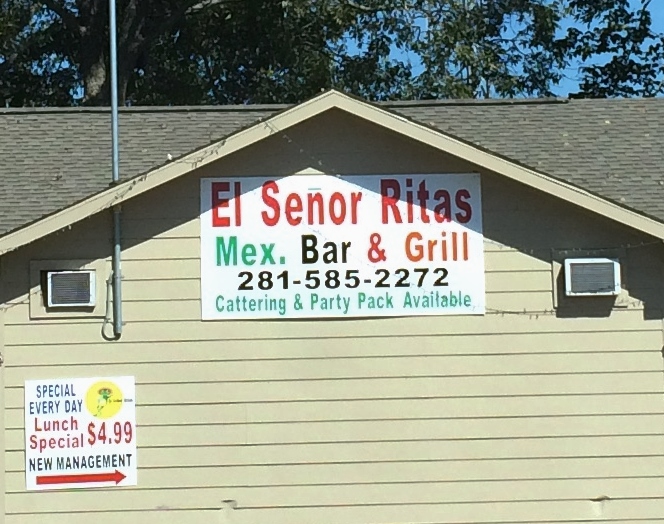 El Señor Ritas
Mex. Bar & Grill
281-585-2272
Cattering & Party Pack Available
SPECIAL
EVERY DAY
Lunch
Special $4.99
NEW MANAGEMENT